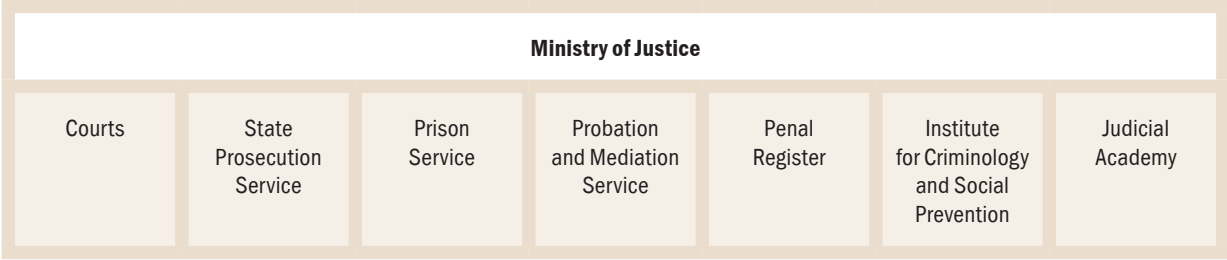 Ministry of Justice
Courts
State
Prosecution
Service
Prison
Service
Probation
and Mediation
Service
Penal
Register
Institute
for Criminology
and Social
Prevention
Judicial
Academy